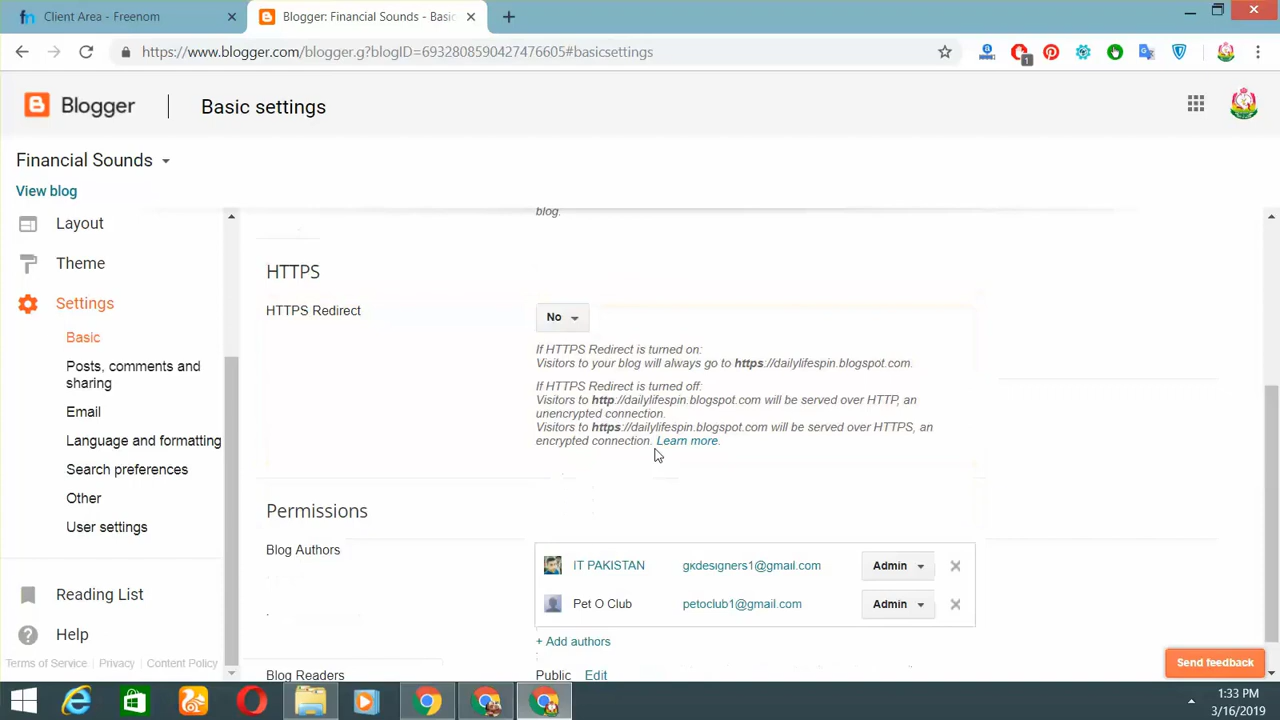 Client Area - Freenom
Blogger: Financial Sounds - Basic
https://www.blogger.com/blogger.g?blogID=6932808590427476605#basicsettings
1
Blogger
Basic settings
Financial Sounds
View blog
Layout
Theme
Settings
Basic
Posts, comments and
sharing
Email
Language and formatting
Search preferences
Other
User settings
Reading List
Help
Terms of Service | Privacy | Content Policy
blog.
HTTPS
HTTPS Redirect
No
If HTTPS Redirect is turned on:
Visitors to your blog will always go to https://dailylifespin.blogspot.com.
If HTTPS Redirect is turned off:
Visitors to http://dailylifespin.blogspot.com will be served over HTTP, an
unencrypted connection.
Visitors to https://dailylifespin.blogspot.com will be served over HTTPS, an
encrypted connection. Learn more.
Permissions
Blog Authors
IT PAKISTAN gkdesigners1@gmail.com Admin
Pet O Club petoclub1@gmail.com Admin
+ Add authors
Blog Readers
Public Edit
Send feedback
1:33 PM
3/16/2019